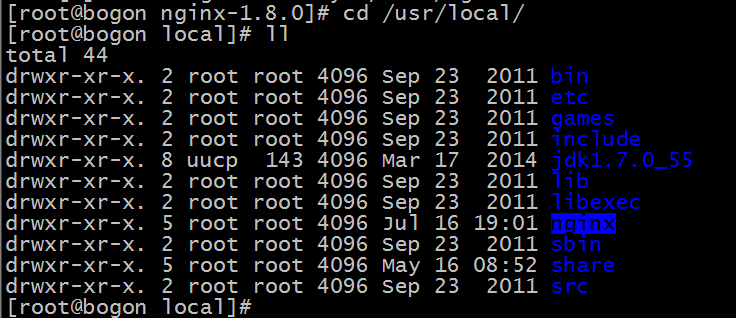 [root@bogon nginx-1.8.0]# cd /usr/local/
[root@bogon local]# ll
total 44
drwxr-xr-x. 2 root root 4096 Sep 23  2011 bin
drwxr-xr-x. 2 root root 4096 Sep 23  2011 etc
drwxr-xr-x. 2 root root 4096 Sep 23  2011 games
drwxr-xr-x. 2 root root 4096 Sep 23  2011 include
drwxr-xr-x. 8 uucp  143 4096 Mar 17  2014 jdk1.7.0_55
drwxr-xr-x. 2 root root 4096 Sep 23  2011 lib
drwxr-xr-x. 2 root root 4096 Sep 23  2011 libexec
drwxr-xr-x. 5 root root 4096 Jul 16 19:01 nginx
drwxr-xr-x. 2 root root 4096 Sep 23  2011 sbin
drwxr-xr-x. 5 root root 4096 May 16 08:52 share
drwxr-xr-x. 2 root root 4096 Sep 23  2011 src
[root@bogon local]#